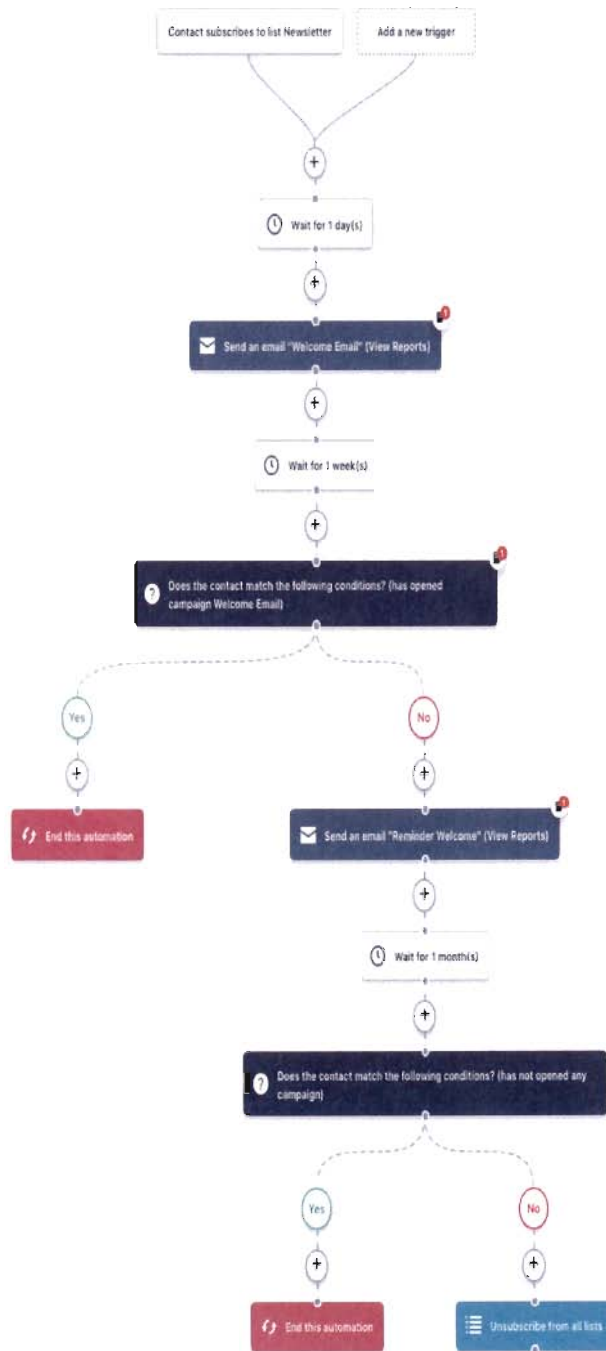 Contact subscribes to list Newsletter
Add a new trigger
+
Wait for 1 day(s)
+
1
Send an email "Welcome Email" (View Reports)
+
Wait for 1 week(s)
+
1
?
Does the contact match the following conditions? (has opened
campaign Welcome Email)
Yes
No
+
+
1
End this automation
Send an email "Reminder Welcome" (View Reports)
+
Wait for 1 month(s)
+
?
Does the contact match the following conditions? (has not opened any
campaign)
Yes
No
+
+
End this automation
Unsubscribe from all lists